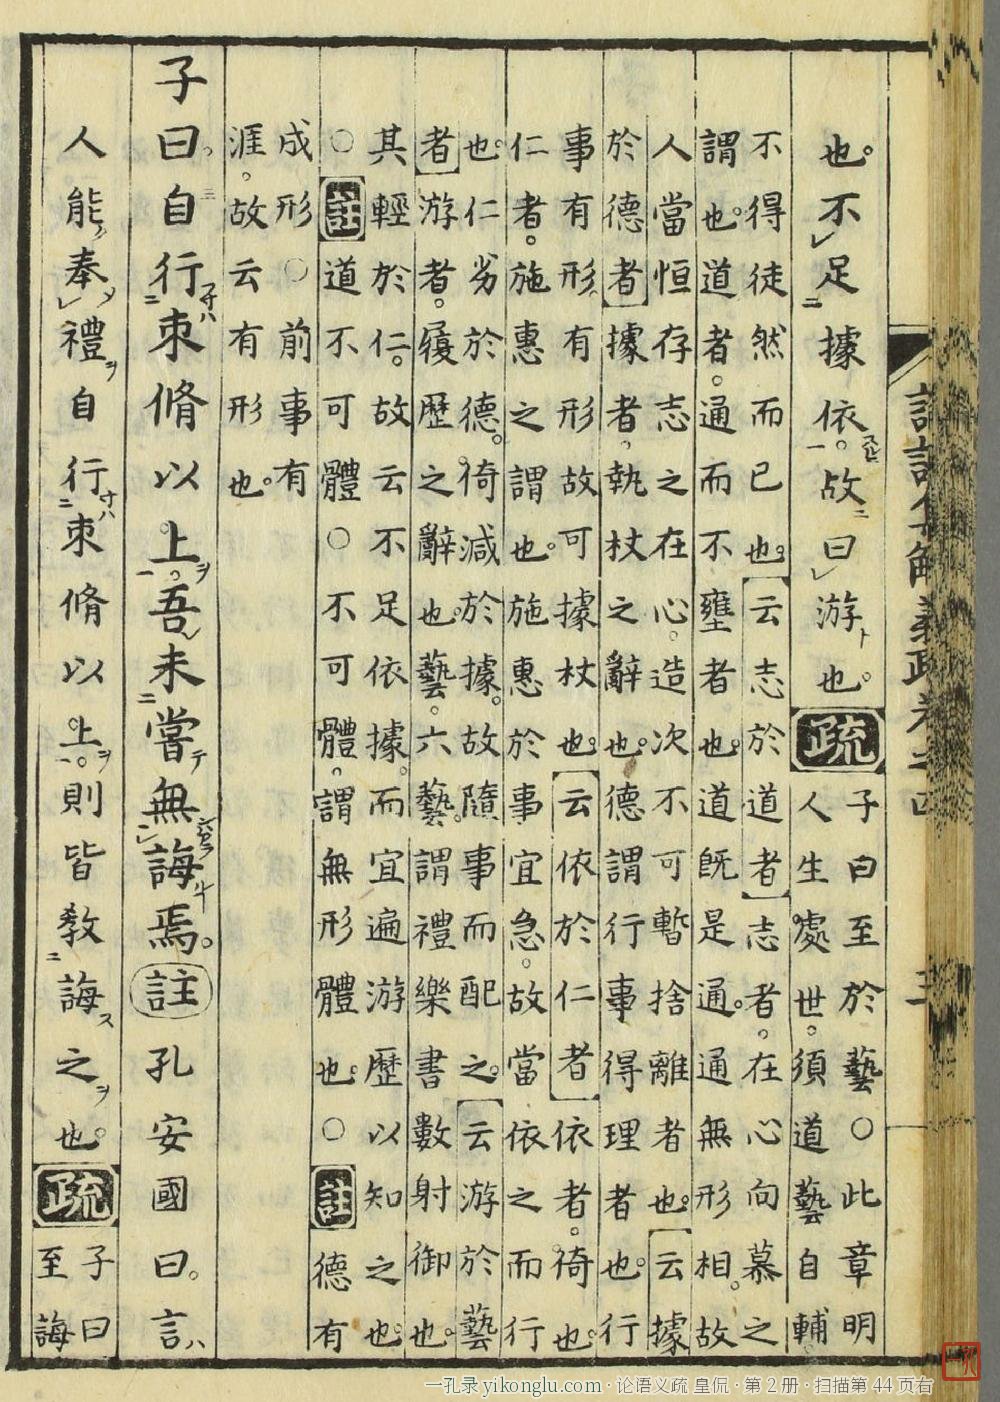 也不足據依故曰游也疏
子曰至於藝○此章明
人生處世須道藝自輔
不得徒然而已也云志於道者志者在心向慕之
謂也道者通而不壅者也道既是通通無形相故
人當恒存志之在心造次不可暫捨離者也云據
於德者據者執杖之辭也德謂行事得理者也行
事有形有形故可據杖也云依於仁者依者倚也
仁者施惠之謂也施惠於事宜急故當依之而行
也仁劣於德倚減於據故隨事而配之云游於藝
者游者履歷之辭也藝六藝謂禮樂書數射御也
其輕於仁故云不足依據而宜遍游歷以知之也
○註道不可體○不可體謂無形體也○註德有
成形○前事有
涯故云有形也
子曰自行束脩以上吾未嘗無誨焉註孔安國曰言
人能奉禮自行束脩以上則皆教誨之也疏
子曰
至誨
一孔录 yikonglu.com · 论语义疏 皇侃 · 第 2 册 · 扫描第 44 页右